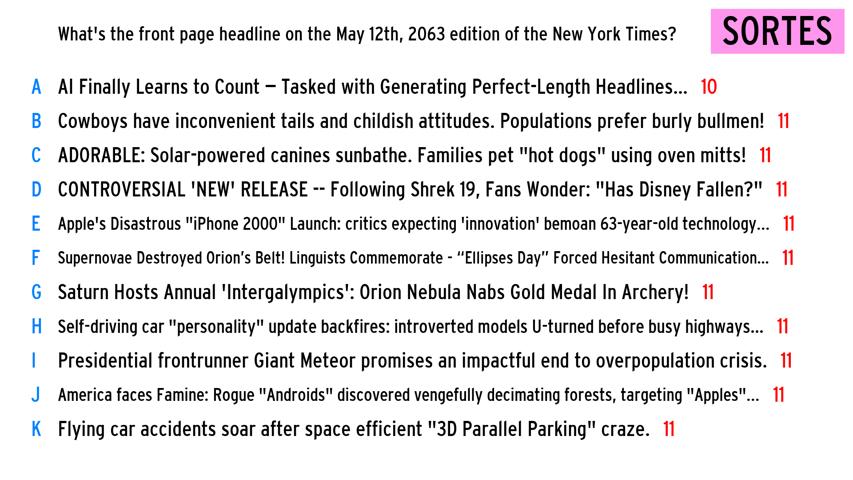 What's the front page headline on the May 12th, 2063 edition of the New York Times?
SORTES
A AI Finally Learns to Count – Tasked with Generating Perfect-Length Headlines... 10
B Cowboys have inconvenient tails and childish attitudes. Populations prefer burly bullmen! 11
C ADORABLE: Solar-powered canines sunbathe. Families pet "hot dogs" using oven mitts! 11
D CONTROVERSIAL 'NEW' RELEASE -- Following Shrek 19, Fans Wonder: "Has Disney Fallen?" 11
E Apple's Disastrous "iPhone 2000" Launch: critics expecting 'innovation' bemoan 63-year-old technology... 11
F Supernovae Destroyed Orion’s Belt! Linguists Commemorate - “Ellipses Day” Forced Hesitant Communication... 11
G Saturn Hosts Annual 'Intergalympics': Orion Nebula Nabs Gold Medal In Archery! 11
H Self-driving car "personality" update backfires: introverted models U-turned before busy highways... 11
I Presidential frontrunner Giant Meteor promises an impactful end to overpopulation crisis. 11
J America faces Famine: Rogue "Androids" discovered vengefully decimating forests, targeting "Apples"... 11
K Flying car accidents soar after space efficient "3D Parallel Parking" craze. 11